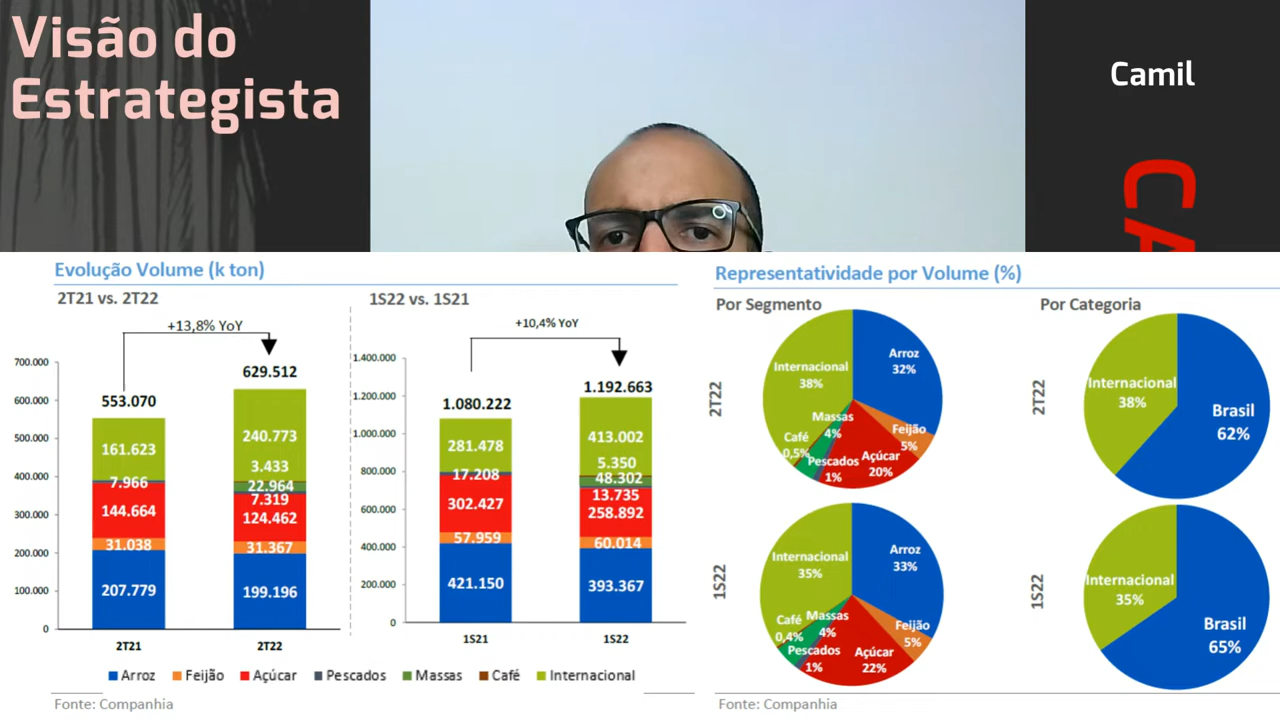 Visão do
Estrategista
Camil
CA
Evolução Volume (k ton)
2T21 vs. 2T22
+13,8% YoY
700.000
600.000
500.000
400.000
300.000
200.000
100.000
0
553.070
161.623
7.966
144.664
31.038
207.779
2T21
629.512
240.773
3.433
22.964
7.319
124.462
31.367
199.196
2T22
1S22 vs. 1S21
+10,4% YoY
1.400.000
1.200.000
1.000.000
800.000
600.000
400.000
200.000
0
1.080.222
281.478
17.208
302.427
57.959
421.150
1S21
1.192.663
413.002
5.350
48.302
13.735
258.892
60.014
393.367
1S22
Arroz Feijão Açúcar Pescados Massas Café Internacional
Fonte: Companhia
Representatividade por Volume (%)
Por Segmento
2T22
Internacional
38%
Arroz
32%
Massas
4%
Feijão
5%
Café
0,5%
Pescados
1%
Açúcar
20%
1S22
Internacional
35%
Arroz
33%
Café
0,4%
Massas
4%
Feijão
5%
Pescados
1%
Açúcar
22%
Por Categoria
2T22
Internacional
38%
Brasil
62%
1S22
Internacional
35%
Brasil
65%
Fonte: Companhia